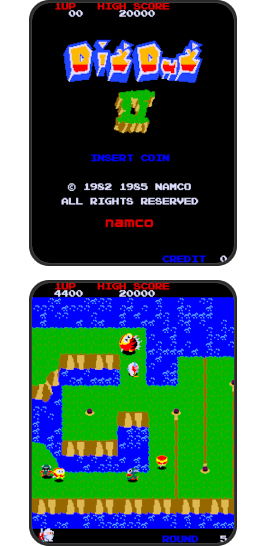 1UP HIGH SCORE
00 20000
DIG DUG
II
INSERT COIN
© 1982 1985 NAMCO
ALL RIGHTS RESERVED
namco
CREDIT 0
1UP HIGH SCORE
4400 20000
ROUND 5